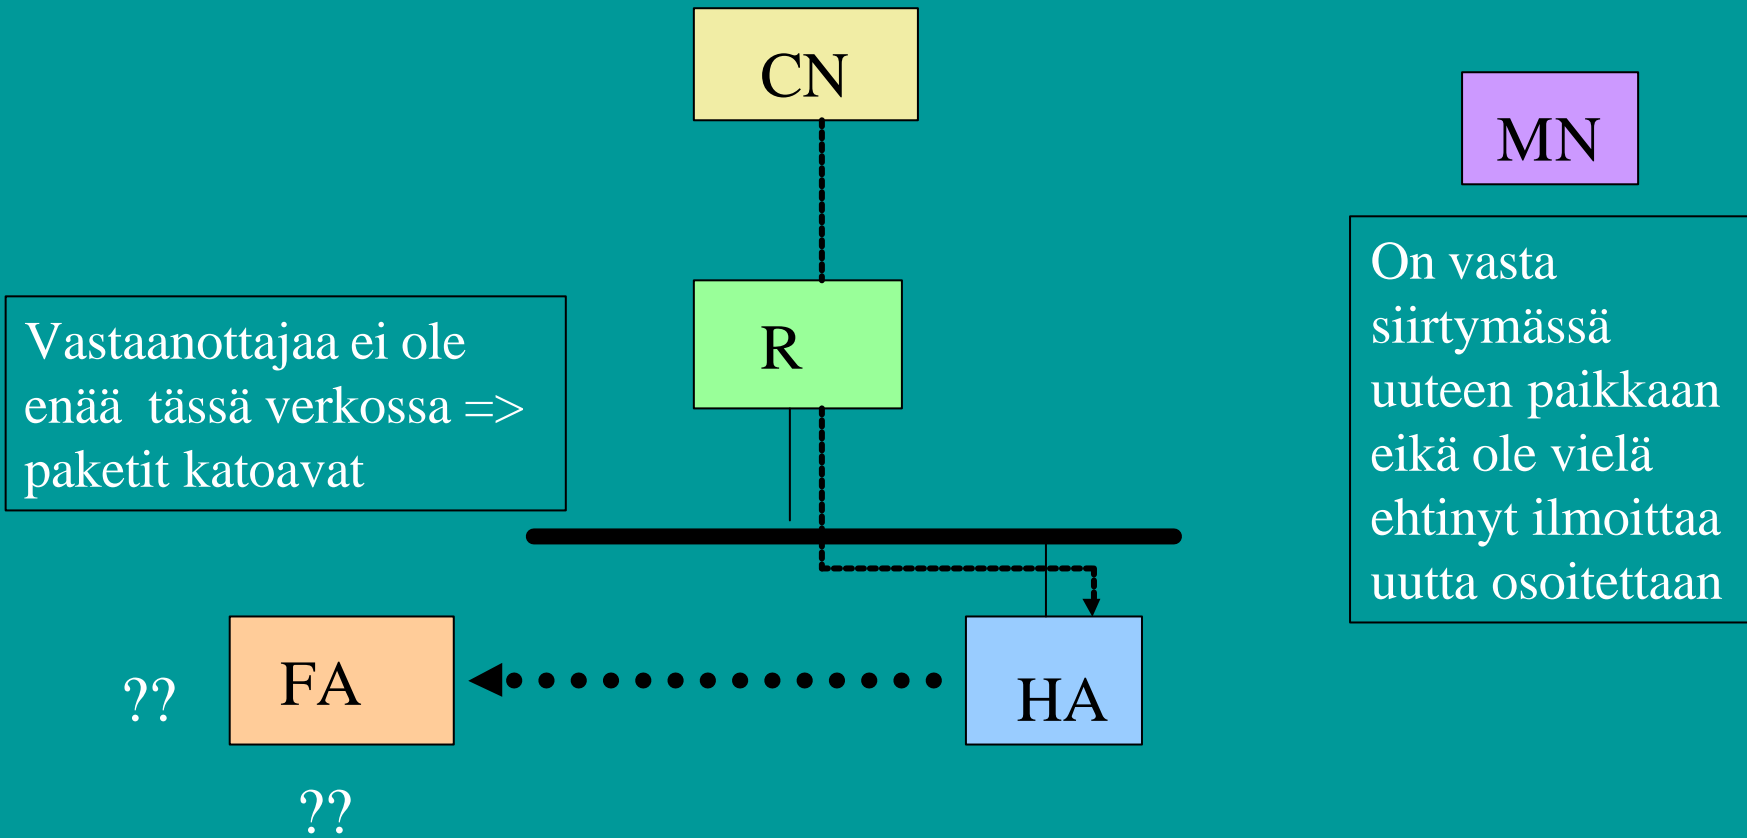 CN
MN
On vasta
siirtymässä
uuteen paikkaan
eikä ole vielä
ehtinyt ilmoittaa
uutta osoitettaan
R
Vastaanottajaa ei ole
enää tässä verkossa =>
paketit katoavat
??
FA
HA
??